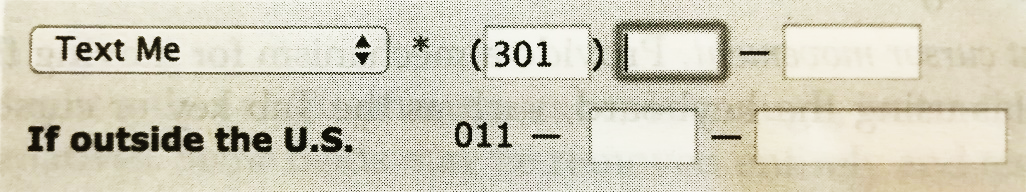 Text Me * (301) –
If outside the U.S. 011 – –